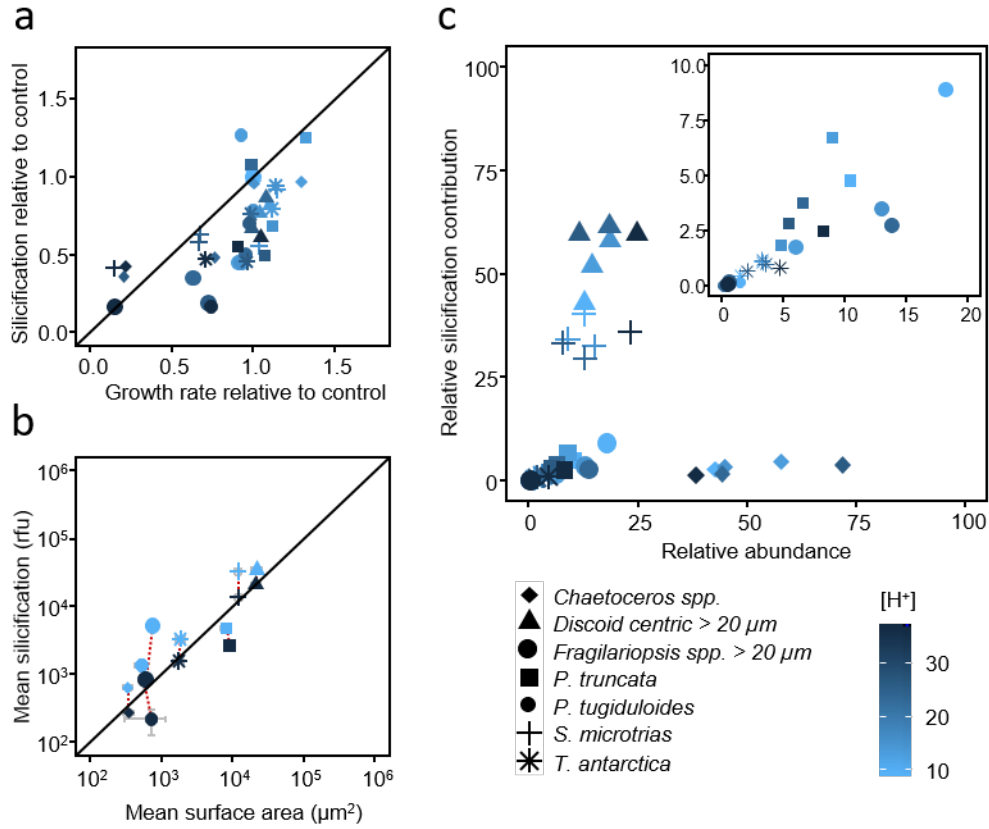 a
Silicification relative to control
1.5
1.0
0.5
0.0
0.0 0.5 1.0 1.5
Growth rate relative to control
b
Mean silicification (rfu)
10⁶
10⁵
10⁴
10³
10²
10² 10³ 10⁴ 10⁵ 10⁶
Mean surface area (µm²)
c
Relative silicification contribution
100
75
50
25
0
0 25 50 75 100
Relative abundance
10.0
7.5
5.0
2.5
0.0
0 5 10 15 20
Chaetoceros spp.
Discoid centric > 20 µm
Fragilariopsis spp. > 20 µm
P. truncata
P. tugiduloides
S. microtrias
T. antarctica
[H⁺]
30
20
10